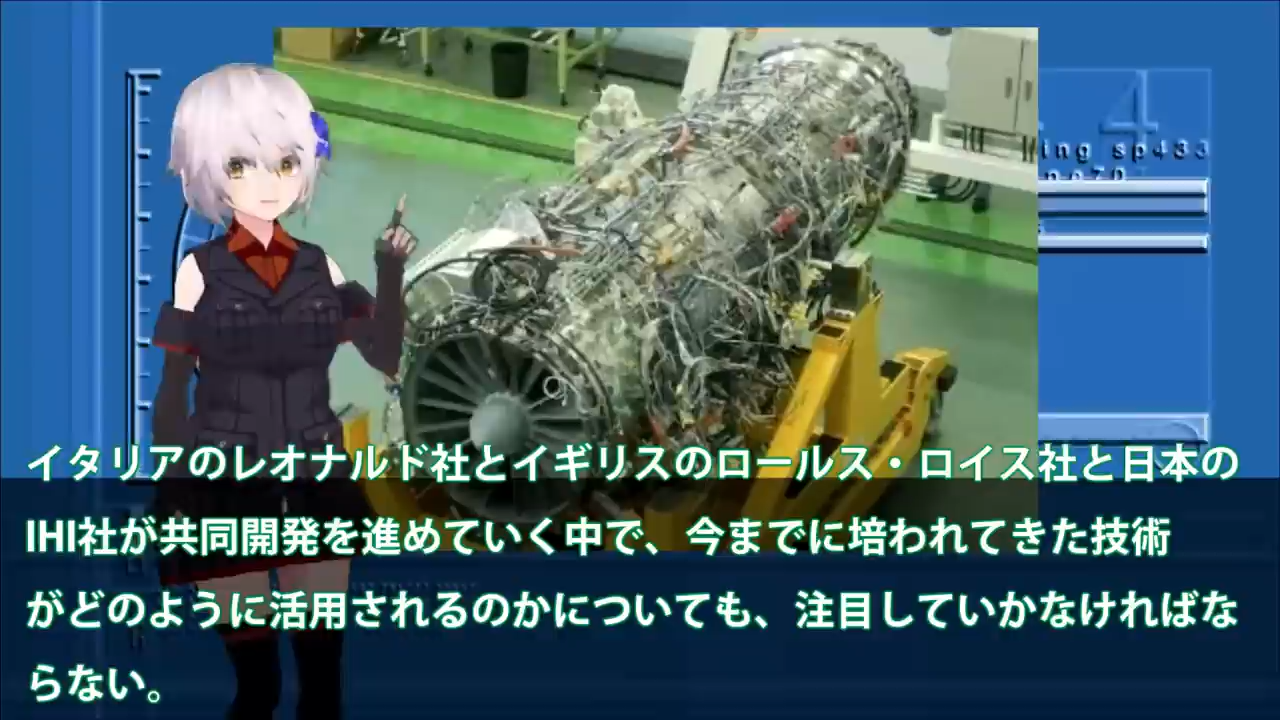 4
ing sp433
イタリアのレオナルド社とイギリスのロールス・ロイス社と日本の
IHI社が共同開発を進めていく中で、今までに培われてきた技術
がどのように活用されるのかについても、注目していかなければな
らない。